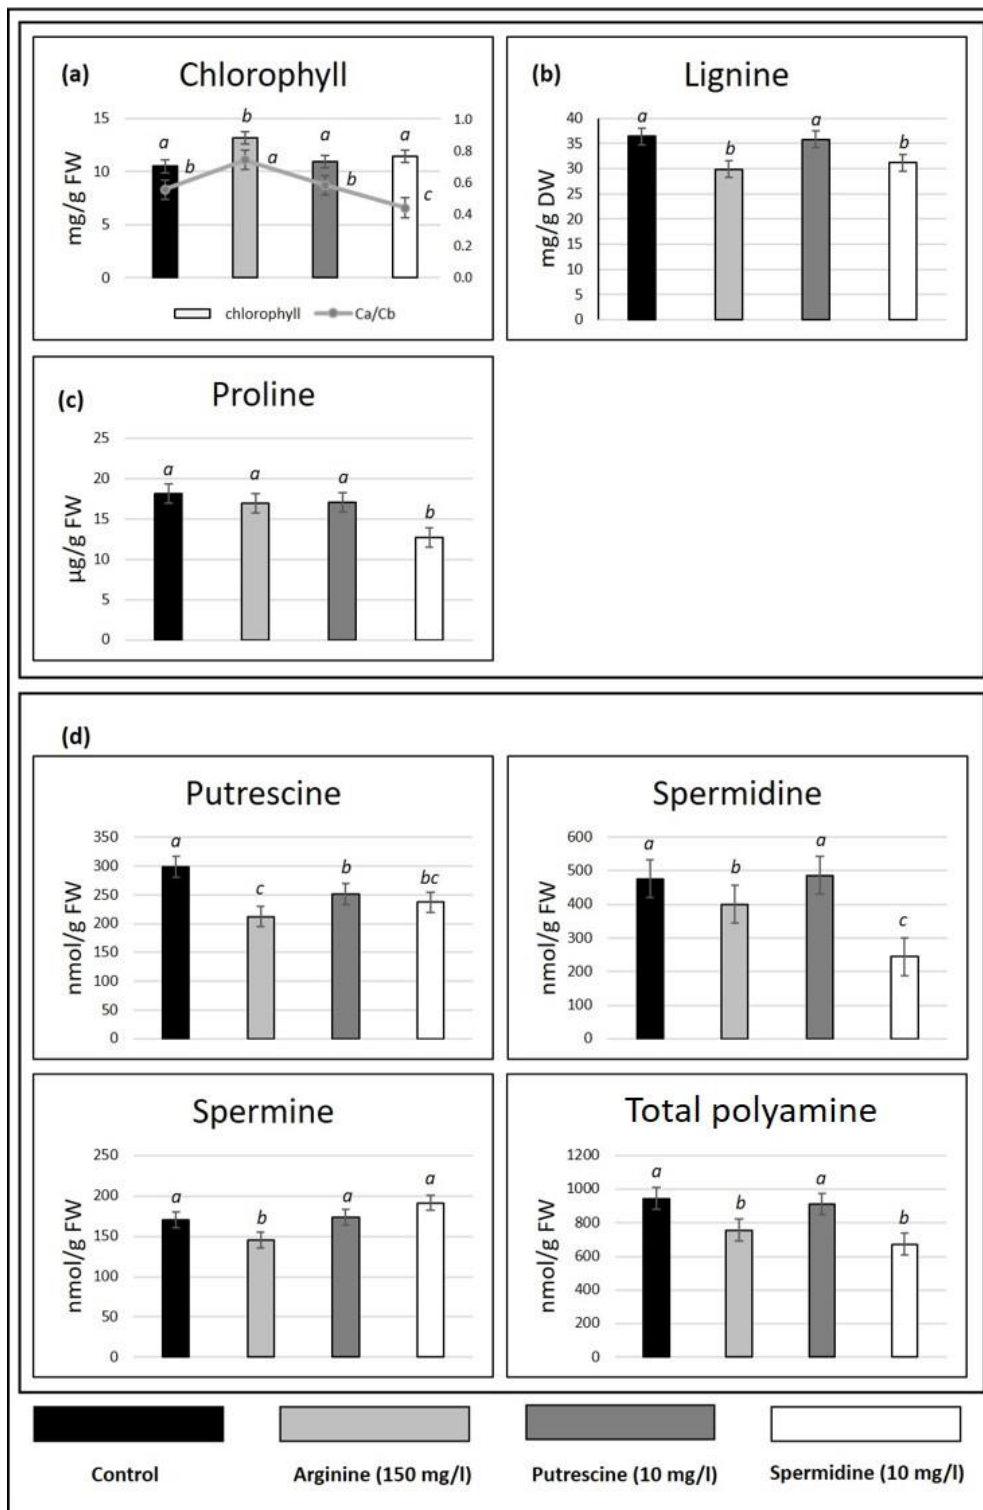 (a)
Chlorophyll
mg/g FW
15
10
5
0
1.0
0.8
0.6
0.4
0.2
0.0
a
b
a
a
b
a
b
c
chlorophyll
Ca/Cb
(b)
Lignine
mg/g DW
40
35
30
25
20
15
10
5
0
a
b
a
b
(c)
Proline
µg/g FW
25
20
15
10
5
0
a
a
a
b
(d)
Putrescine
nmol/g FW
350
300
250
200
150
100
50
0
a
c
b
bc
Spermidine
nmol/g FW
600
500
400
300
200
100
0
a
b
a
c
Spermine
nmol/g FW
250
200
150
100
50
0
a
b
a
a
Total polyamine
nmol/g FW
1200
1000
800
600
400
200
0
a
b
a
b
Control
Arginine (150 mg/l)
Putrescine (10 mg/l)
Spermidine (10 mg/l)